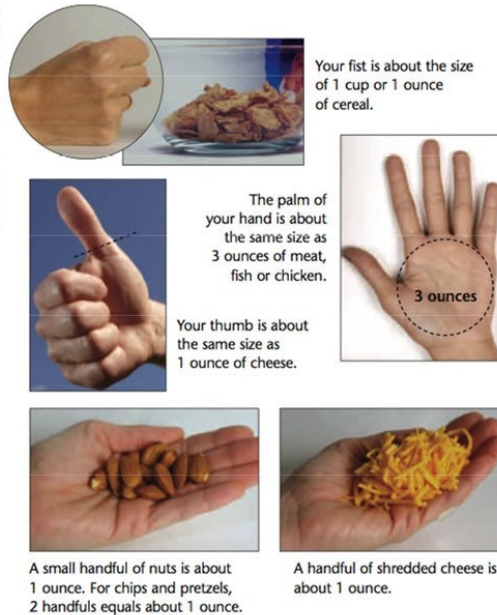 Your fist is about the size
of 1 cup or 1 ounce
of cereal.
The palm of
your hand is about
the same size as
3 ounces of meat,
fish or chicken.
3 ounces
Your thumb is about
the same size as
1 ounce of cheese.
A small handful of nuts is about
1 ounce. For chips and pretzels,
2 handfuls equals about 1 ounce.
A handful of shredded cheese is
about 1 ounce.